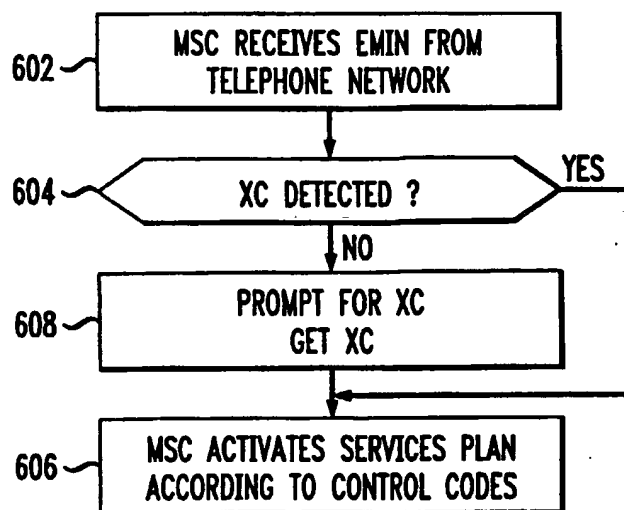 602
MSC RECEIVES EMIN FROM
TELEPHONE NETWORK
604
XC DETECTED ?
YES
NO
608
PROMPT FOR XC
GET XC
606
MSC ACTIVATES SERVICES PLAN
ACCORDING TO CONTROL CODES